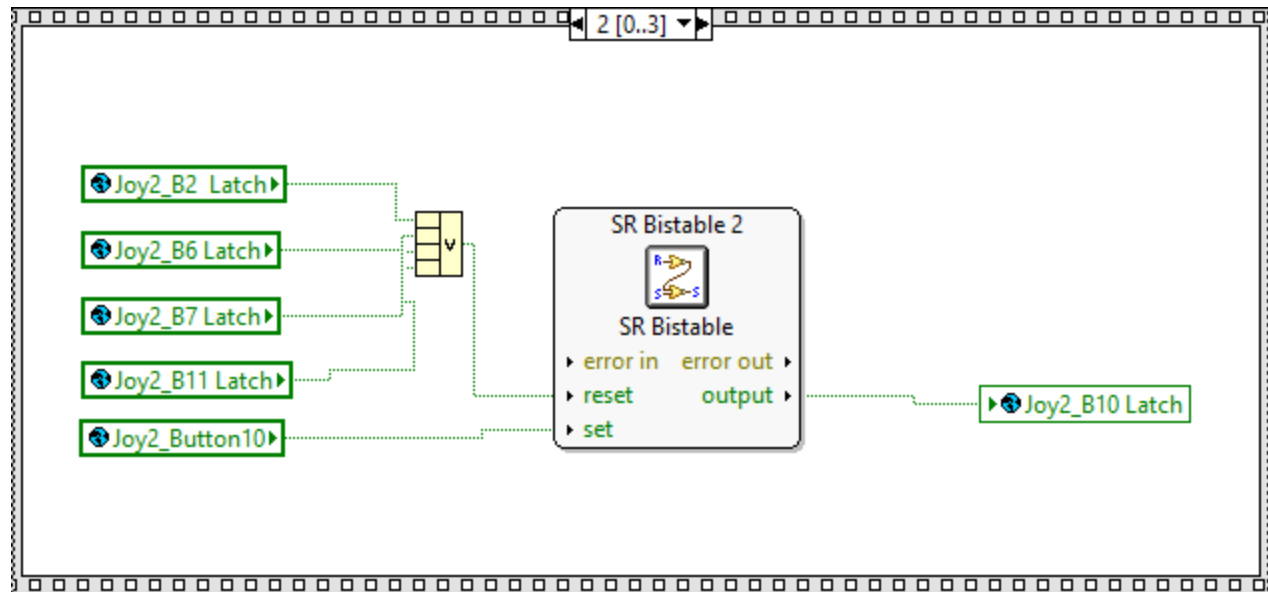 2 [0..3]
Joy2_B2 Latch
Joy2_B6 Latch
Joy2_B7 Latch
Joy2_B11 Latch
Joy2_Button10
V
SR Bistable 2
R
S S
SR Bistable
error in error out
reset output
set
Joy2_B10 Latch